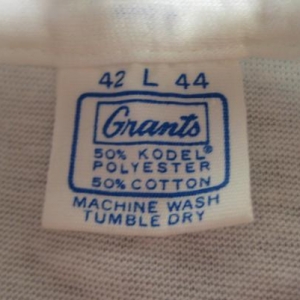 42 L 44
Grants
50% KODEL®
POLYESTER
50% COTTON
MACHINE WASH
TUMBLE DRY